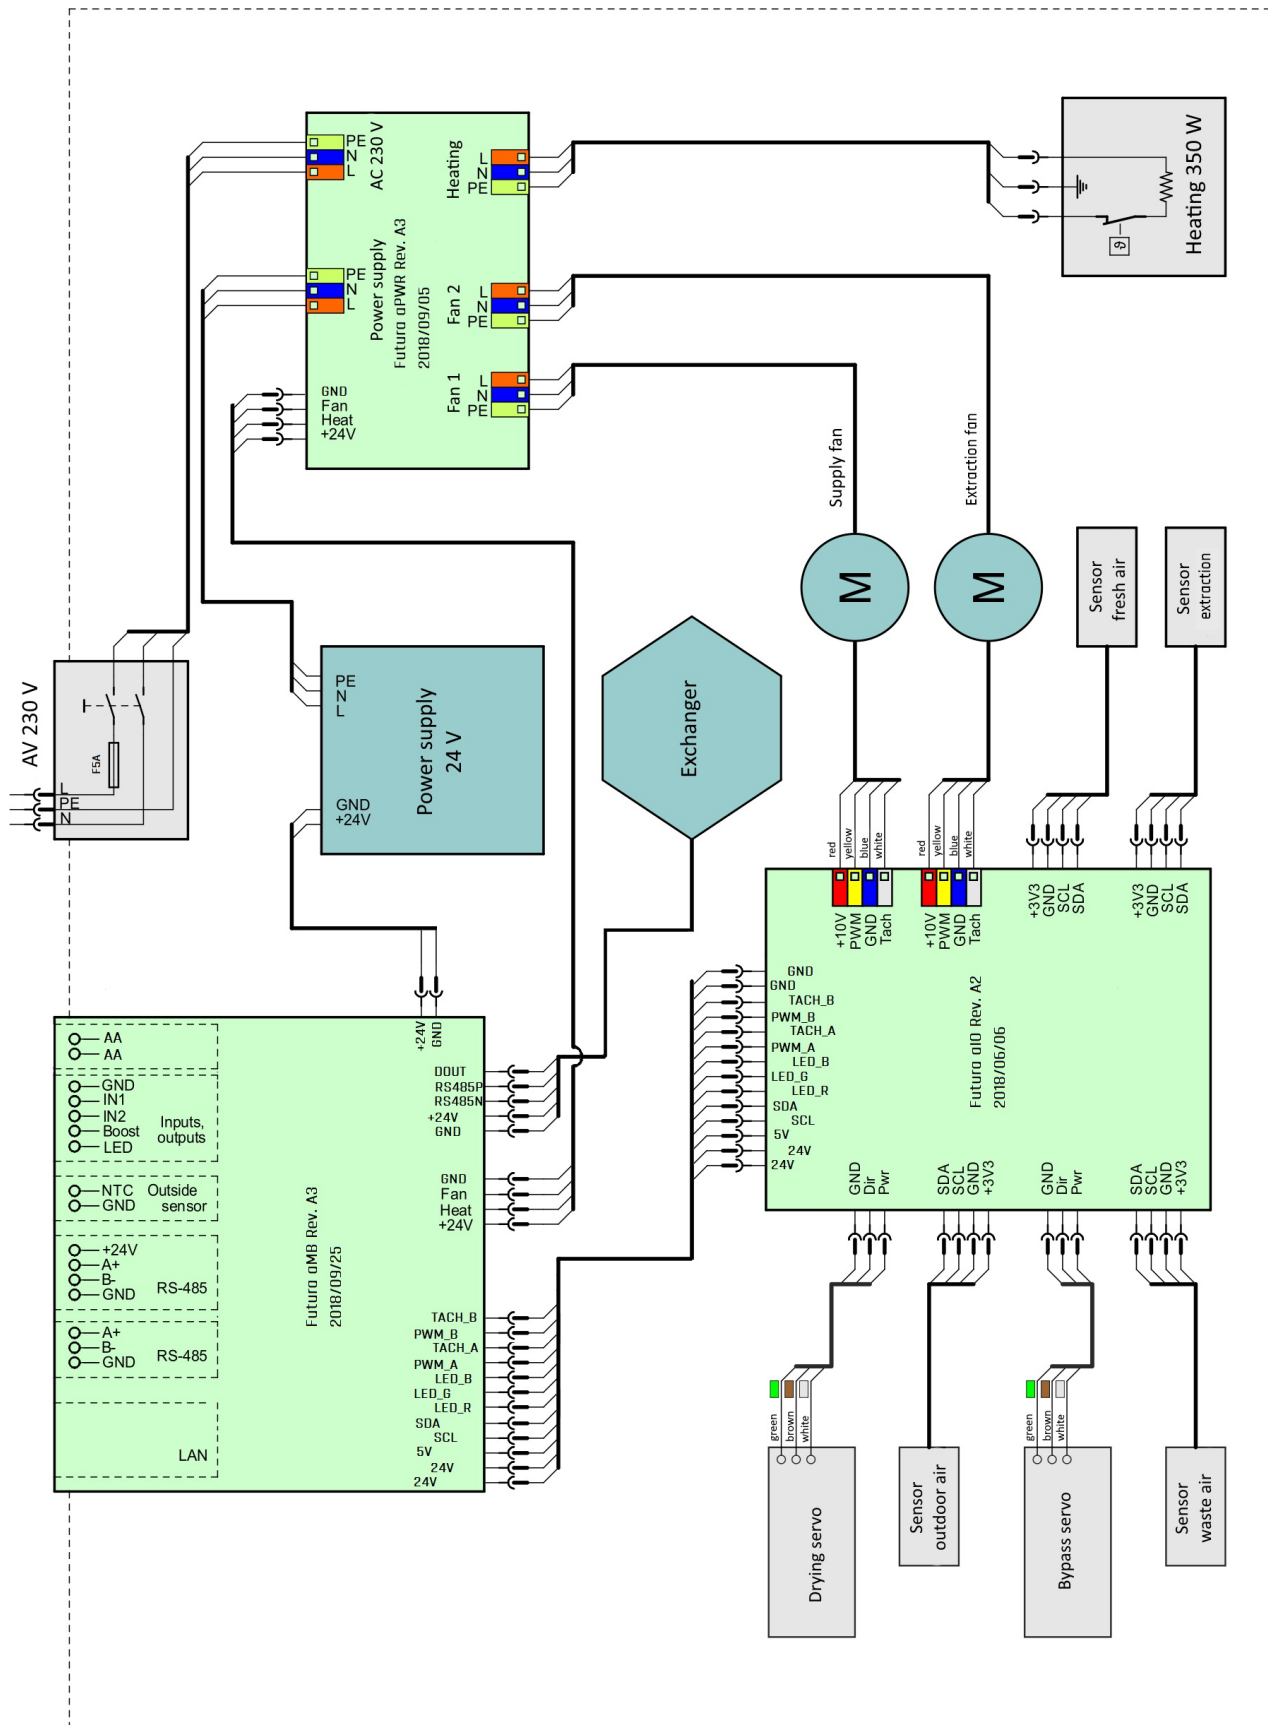 AV 230 V
L
PE
N
F5A
PE
N
L
AC 230 V
PE
N
L
Power supply
Futura αPWR Rev. A3
2018/09/05
Heating
L
N
PE
Fan 2
L
N
PE
Fan 1
L
N
PE
GND
Fan
Heat
+24V
Heating 350 W
ϑ
Supply fan
Extraction fan
M
M
Sensor
fresh air
Sensor
extraction
PE
N
L
Power supply
24 V
GND
+24V
Exchanger
red
yellow
blue
white
red
yellow
blue
white
+10V
PWM
GND
Tach
+10V
PWM
GND
Tach
+3V3
GND
SCL
SDA
+3V3
GND
SCL
SDA
GND
GND
TACH_B
PWM_B
TACH_A
PWM_A
LED_B
LED_G
LED_R
SDA
SCL
5V
24V
24V
Futura αIO Rev. A2
2018/06/06
GND
Dir
Pwr
SDA
SCL
GND
+3V3
GND
Dir
Pwr
SDA
SCL
GND
+3V3
+24V
GND
AA
AA
GND
IN1
IN2
Boost
LED
Inputs,
outputs
NTC
GND
Outside
sensor
+24V
A+
B-
GND
RS-485
A+
B-
GND
RS-485
LAN
Futura αMB Rev. A3
2018/09/25
DOUT
RS485P
RS485N
+24V
GND
GND
Fan
Heat
+24V
TACH_B
PWM_B
TACH_A
PWM_A
LED_B
LED_G
LED_R
SDA
SCL
5V
24V
24V
green
brown
white
Drying servo
Sensor
outdoor air
green
brown
white
Bypass servo
Sensor
waste air